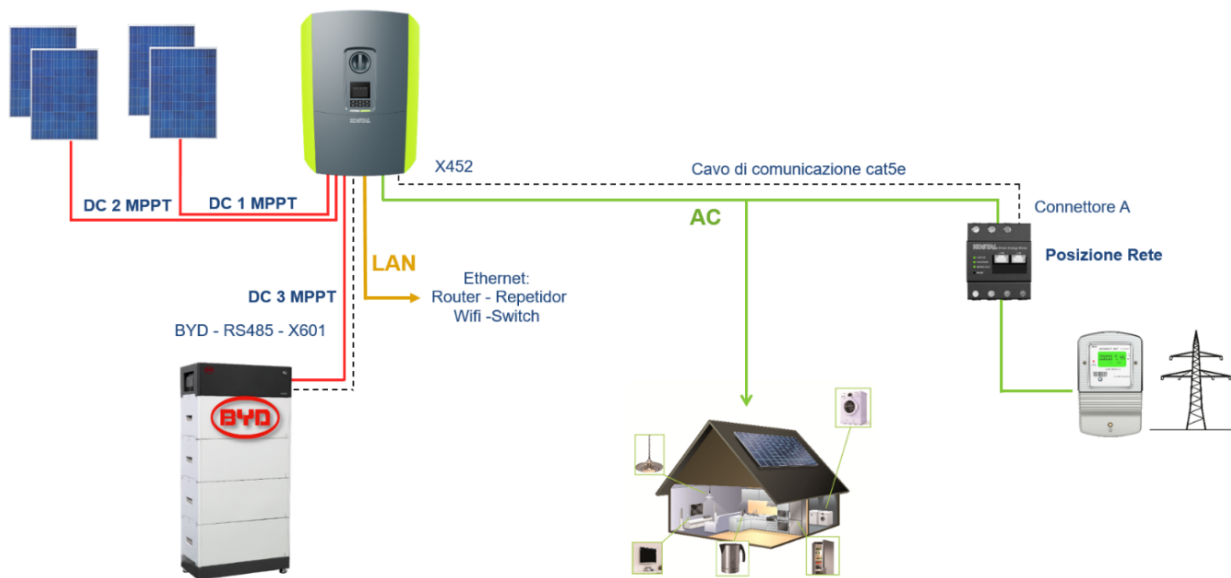 X452
Cavo di comunicazione cat5e
DC 2 MPPT
DC 1 MPPT
AC
Connettore A
Posizione Rete
LAN
Ethernet:
Router - Repetidor
Wifi -Switch
DC 3 MPPT
BYD - RS485 - X601
BYD